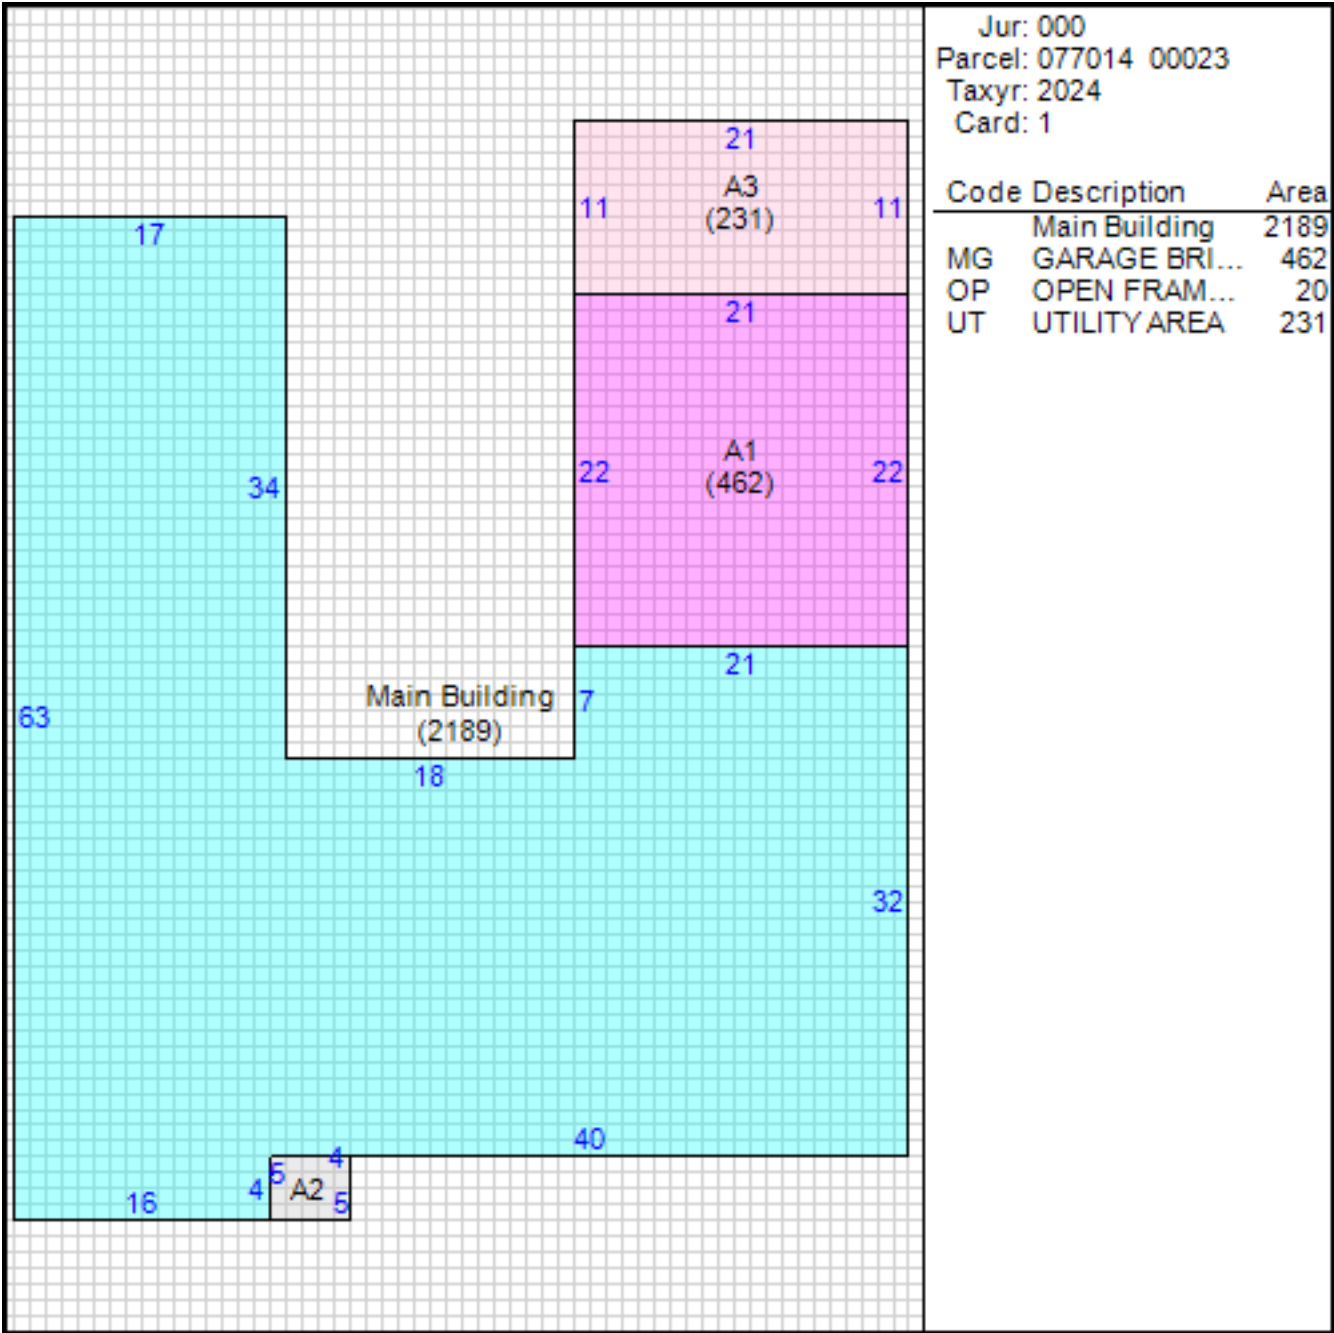 Jur: 000
Parcel: 077014 00023
Taxyr: 2024
Card: 1
Code Description Area
Main Building 2189
MG GARAGE BRI... 462
OP OPEN FRAM... 20
UT UTILITY AREA 231
21
A3
11 (231) 11
17
21
A1
22 (462) 22
34
21
Main Building 7
63
(2189)
18
32
40
4
5
4 A2
16 5